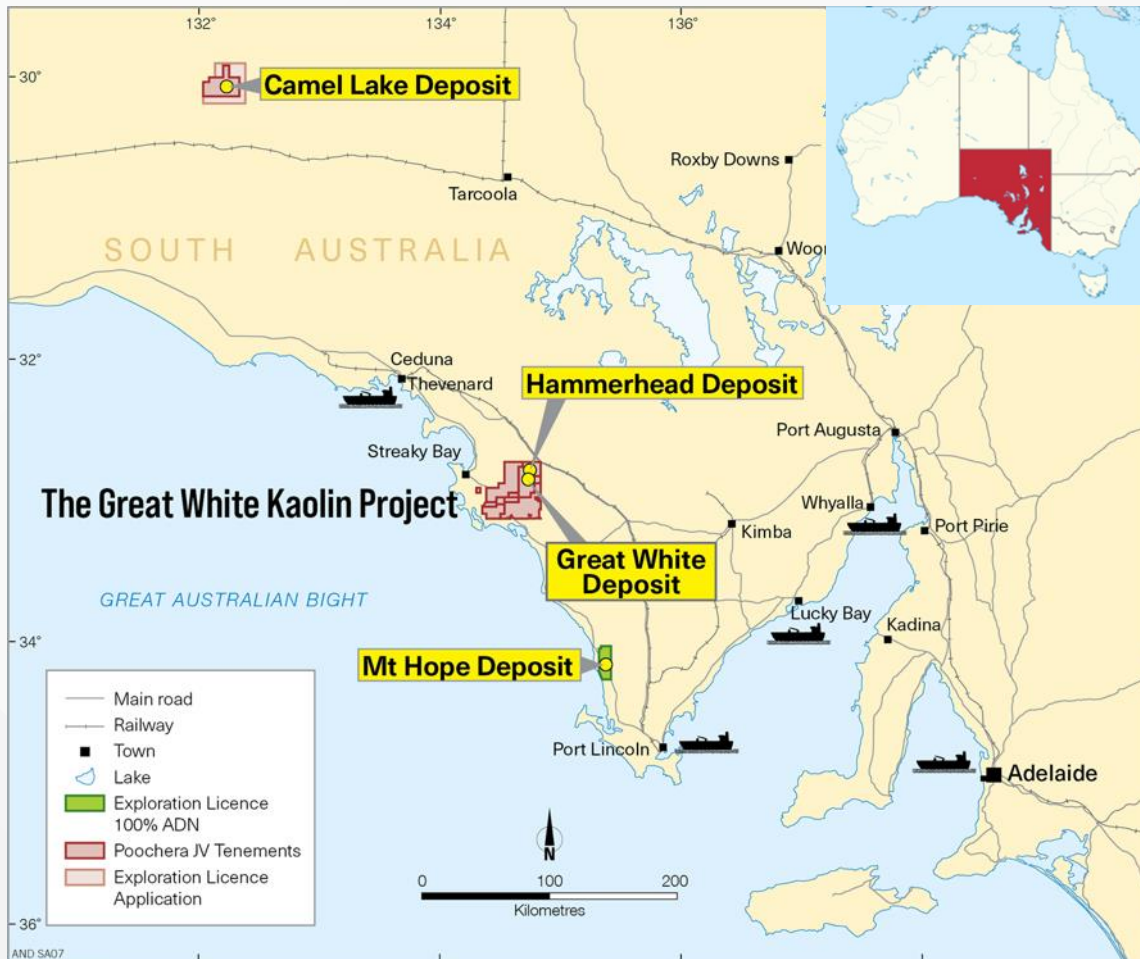 132°
134°
136°
30°
Camel Lake Deposit
Roxby Downs
Tarcoola
SOUTH AUSTRALIA
Woor
32°
Ceduna
Thevenard
Hammerhead Deposit
Port Augusta
Streaky Bay
The Great White Kaolin Project
Whyalla
Kimba
Port Pirie
Great White
Deposit
GREAT AUSTRALIAN BIGHT
Lucky Bay
Kadina
34°
Mt Hope Deposit
Main road
Railway
Town
Lake
Exploration Licence
100% ADN
Poochera JV Tenements
Exploration Licence
Application
Port Lincoln
Adelaide
N
0 100 200
Kilometres
36°
AND SA07